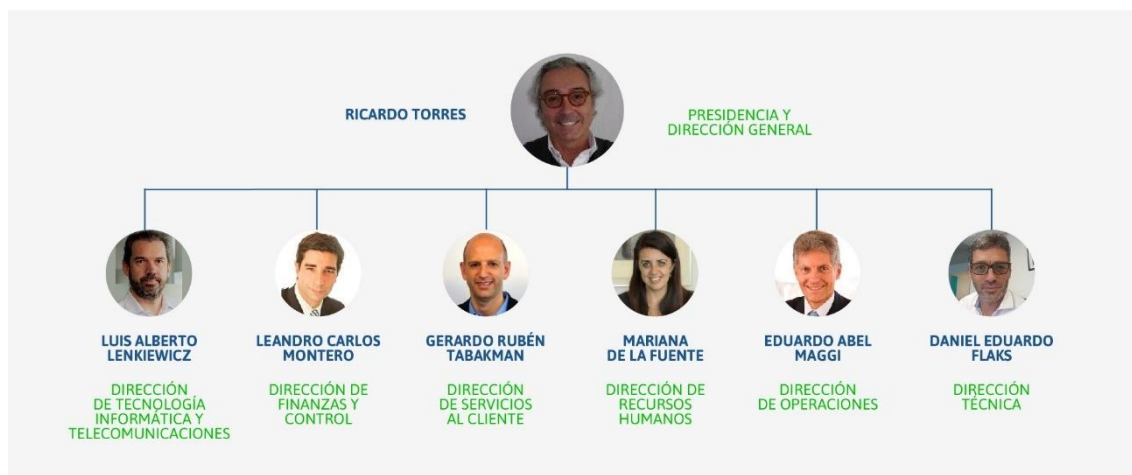 RICARDO TORRES
PRESIDENCIA Y
DIRECCIÓN GENERAL
LUIS ALBERTO
LENKIEWICZ
DIRECCIÓN
DE TECNOLOGÍA
INFORMÁTICA Y
TELECOMUNICACIONES
LEANDRO CARLOS
MONTERO
DIRECCIÓN DE
FINANZAS Y
CONTROL
GERARDO RUBÉN
TABAKMAN
DIRECCIÓN
DE SERVICIOS
AL CLIENTE
MARIANA
DE LA FUENTE
DIRECCIÓN DE
RECURSOS
HUMANOS
EDUARDO ABEL
MAGGI
DIRECCIÓN
DE OPERACIONES
DANIEL EDUARDO
FLAKS
DIRECCIÓN
TÉCNICA